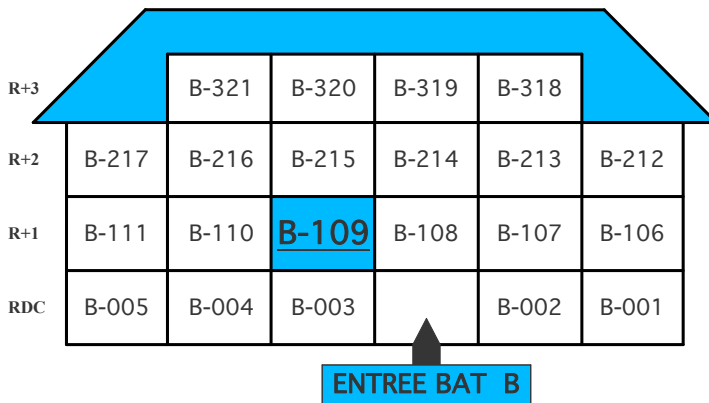 R+3 B-321 B-320 B-319 B-318
R+2 B-217 B-216 B-215 B-214 B-213 B-212
R+1 B-111 B-110 B-109 B-108 B-107 B-106
RDC B-005 B-004 B-003 B-002 B-001
ENTREE BAT B